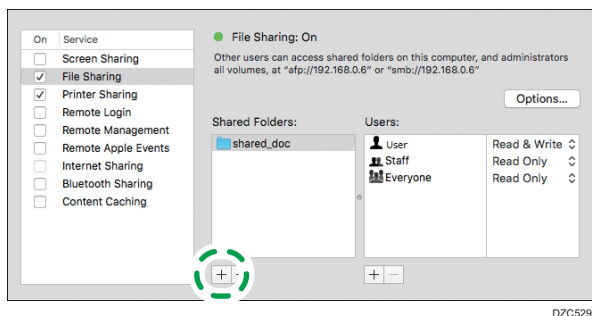 On Service
Screen Sharing
File Sharing
Printer Sharing
Remote Login
Remote Management
Remote Apple Events
Internet Sharing
Bluetooth Sharing
Content Caching
File Sharing: On
Other users can access shared folders on this computer, and administrators
all volumes, at “afp://192.168.0.6” or “smb://192.168.0.6”
Options...
Shared Folders:
shared_doc
+ -
Users:
User Read & Write
Staff Read Only
Everyone Read Only
+ −
DZC529